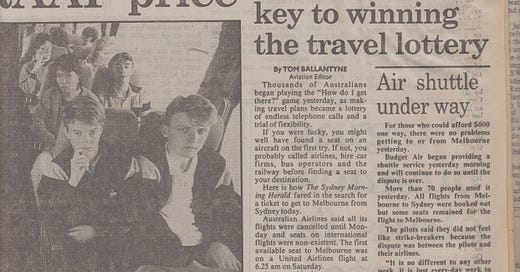 RAAF price
key to winning
the travel lottery
By TOM BALLANTYNE
Aviation Editor
Thousands of Australians
began playing the "How do I get
there?" game yesterday, as mak-
ing travel plans became a lottery
of endless telephone calls and a
trial of flexibility.
If you were lucky, you might
well have found a seat on an
aircraft on the first try. If not, you
probably called airlines, hire car
firms, bus operators and the
railway before finding a seat to
your destination.
Here is how The Sydney Morn-
ing Herald fared in the search for
a ticket to get to Melbourne from
Sydney today.
Australian Airlines said all its
flights were cancelled until Mon-
day and seats on international
flights were non-existent. The first
available seat to Melbourne was
on a United Airlines flight at
6.25 am on Saturday.
Air shuttle
under way
For those who could afford $600
one way, there were no problems
getting to or from Melbourne
yesterday.
Budget Air began providing a
shuttle service yesterday morning
and will continue to do so until the
dispute is over.
More than 70 people used it
yesterday. All flights from Mel-
bourne to Sydney were booked out
but some seats remained for the
flight to Melbourne.
The pilots said they did not feel
like strike-breakers because the
dispute was between the pilots and
their airlines.
"It is no different to any other
week, it is just every-day work to